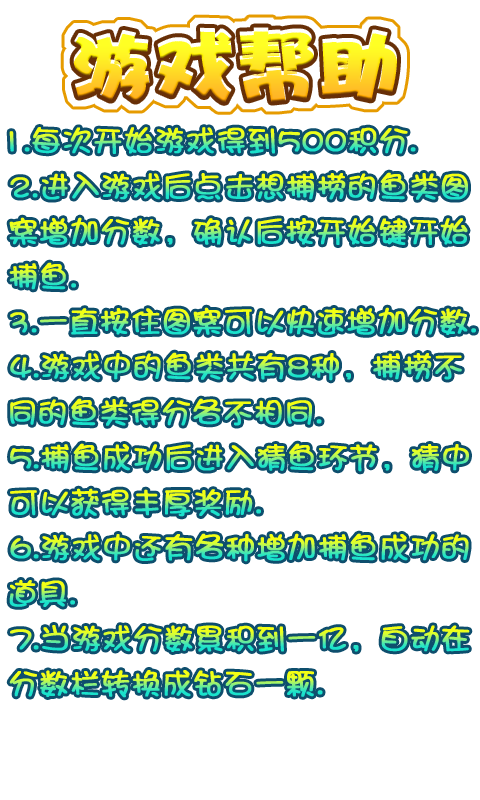 游戏帮助
1.每次开始游戏得到500积分.
2.进入游戏后点击想捕捞的鱼类图
案增加分数，确认后按开始键开始
捕鱼.
3.一直按住图案可以快速增加分数.
4.游戏中的鱼类共有8种，捕捞不
同的鱼类得分各不相同.
5.捕鱼成功后进入猜鱼环节，猜中
可以获得丰厚奖励.
6.游戏中还有各种增加捕鱼成功的
道具.
7.当游戏分数累积到一亿，自动在
分数栏转换成钻石一颗.